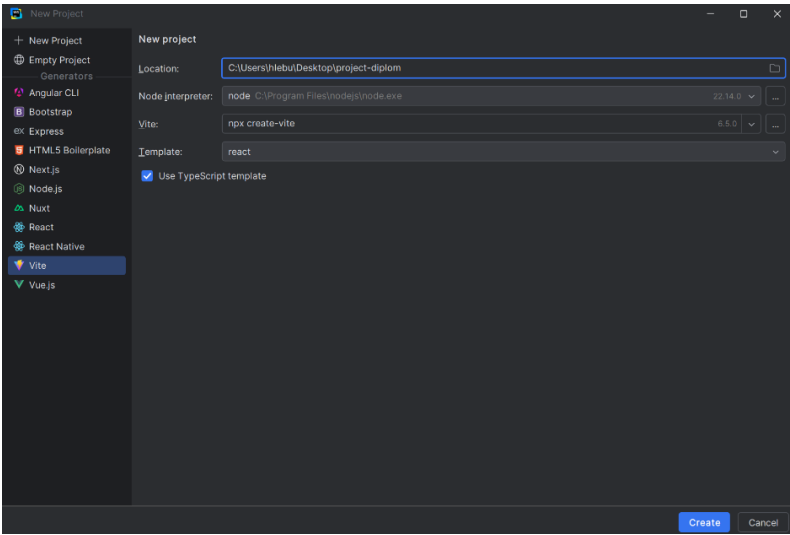 New Project
New Project
Empty Project
Generators
Angular CLI
Bootstrap
Express
HTML5 Boilerplate
Next.js
Node.js
Nuxt
React
React Native
Vite
Vue.js
New project
Location: C:\Users\hlebu\Desktop\project-diplom
Node interpreter: node C:\Program Files\nodejs\node.exe 22.14.0 ...
Vite: npx create-vite 6.5.0 ...
Template: react
Use TypeScript template
Create Cancel